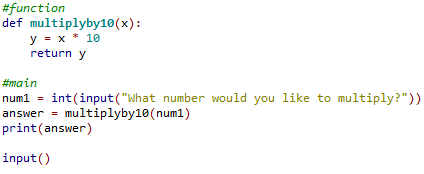 #function
def multiplyby10(x):
    y = x * 10
    return y

#main
num1 = int(input("What number would you like to multiply?"))
answer = multiplyby10(num1)
print(answer)

input()